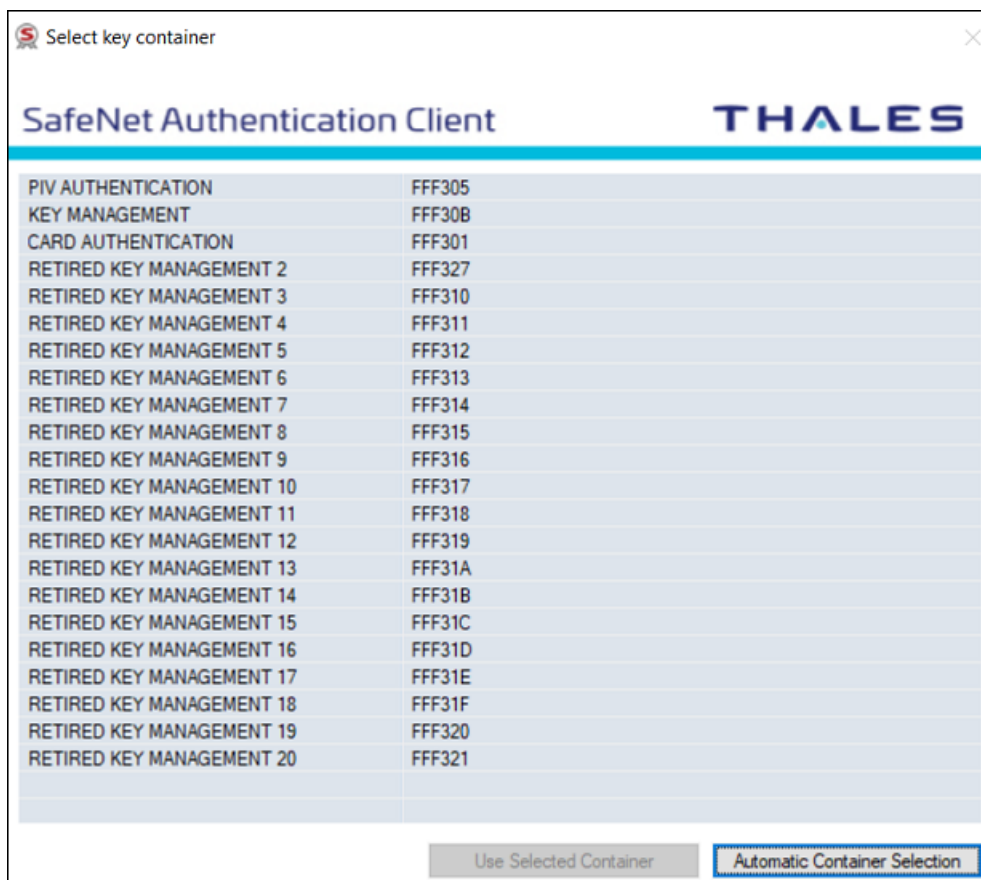 Select key container
SafeNet Authentication Client THALES
PIV AUTHENTICATION FFF305
KEY MANAGEMENT FFF30B
CARD AUTHENTICATION FFF301
RETIRED KEY MANAGEMENT 2 FFF327
RETIRED KEY MANAGEMENT 3 FFF310
RETIRED KEY MANAGEMENT 4 FFF311
RETIRED KEY MANAGEMENT 5 FFF312
RETIRED KEY MANAGEMENT 6 FFF313
RETIRED KEY MANAGEMENT 7 FFF314
RETIRED KEY MANAGEMENT 8 FFF315
RETIRED KEY MANAGEMENT 9 FFF316
RETIRED KEY MANAGEMENT 10 FFF317
RETIRED KEY MANAGEMENT 11 FFF318
RETIRED KEY MANAGEMENT 12 FFF319
RETIRED KEY MANAGEMENT 13 FFF31A
RETIRED KEY MANAGEMENT 14 FFF31B
RETIRED KEY MANAGEMENT 15 FFF31C
RETIRED KEY MANAGEMENT 16 FFF31D
RETIRED KEY MANAGEMENT 17 FFF31E
RETIRED KEY MANAGEMENT 18 FFF31F
RETIRED KEY MANAGEMENT 19 FFF320
RETIRED KEY MANAGEMENT 20 FFF321
Use Selected Container Automatic Container Selection